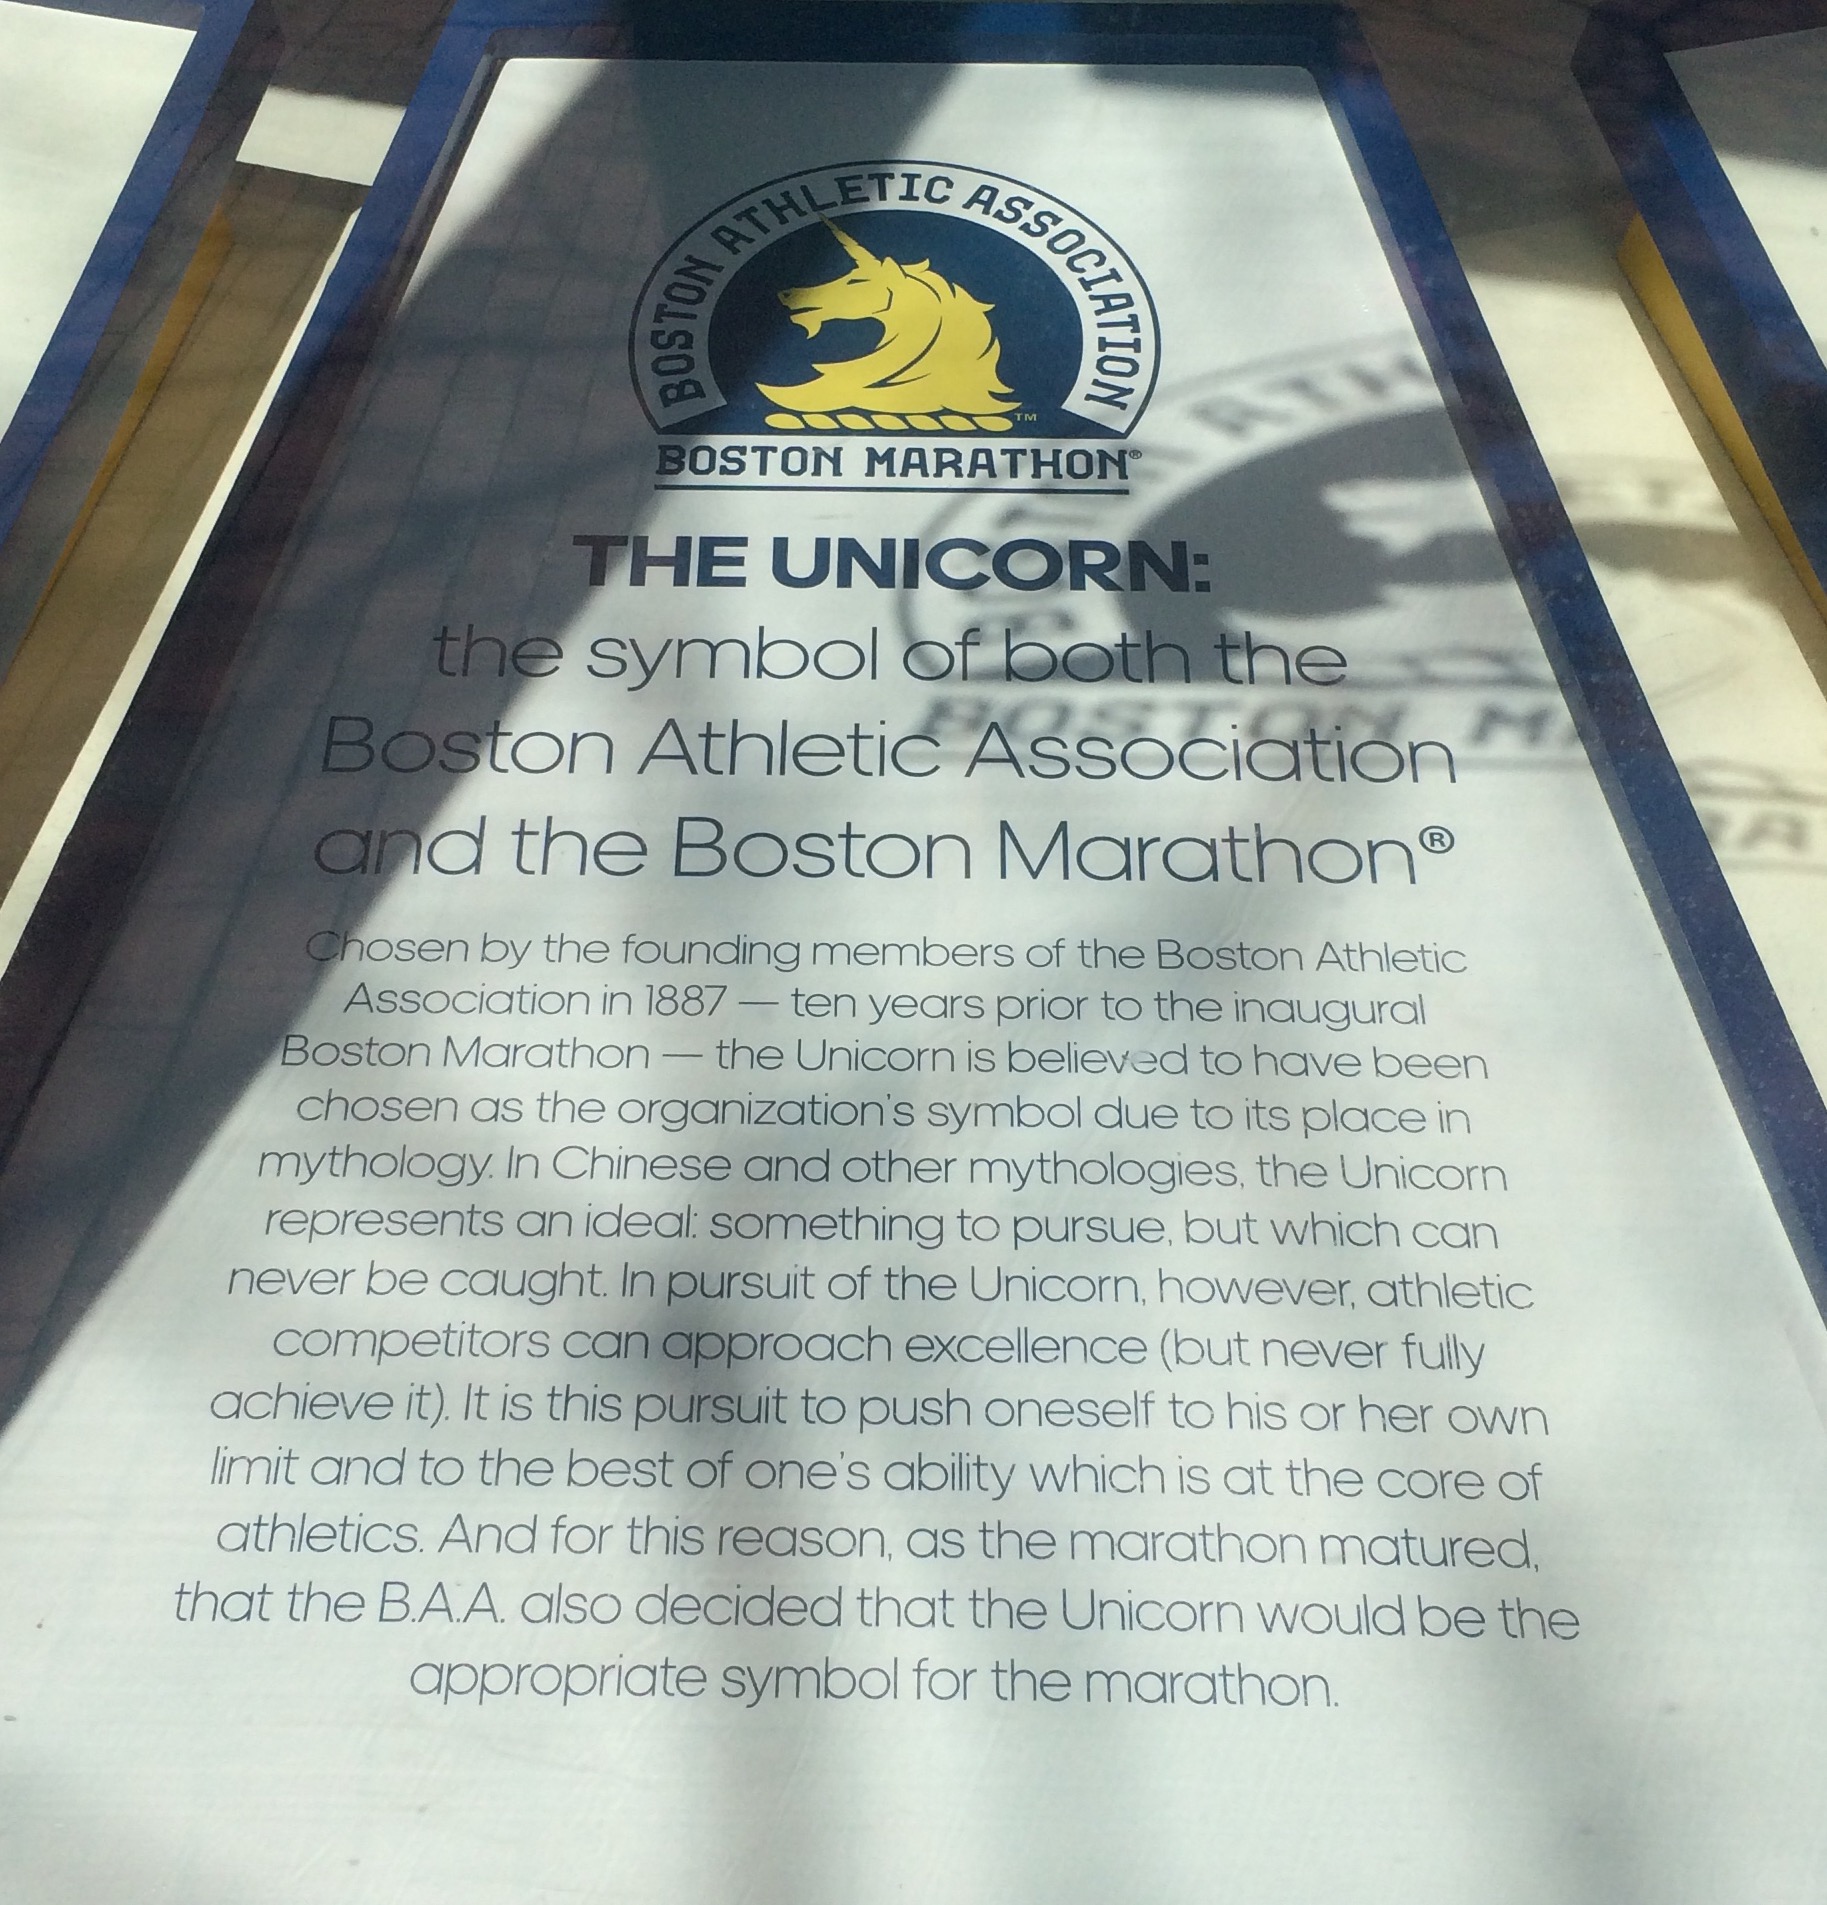 BOSTON ATHLETIC ASSOCIATION
™
BOSTON MARATHON®
THE UNICORN:
the symbol of both the
Boston Athletic Association
and the Boston Marathon®
Chosen by the founding members of the Boston Athletic
Association in 1887 — ten years prior to the inaugural
Boston Marathon — the Unicorn is believed to have been
chosen as the organization's symbol due to its place in
mythology. In Chinese and other mythologies, the Unicorn
represents an ideal: something to pursue, but which can
never be caught. In pursuit of the Unicorn, however, athletic
competitors can approach excellence (but never fully
achieve it). It is this pursuit to push oneself to his or her own
limit and to the best of one's ability which is at the core of
athletics. And for this reason, as the marathon matured,
that the B.A.A. also decided that the Unicorn would be the
appropriate symbol for the marathon.